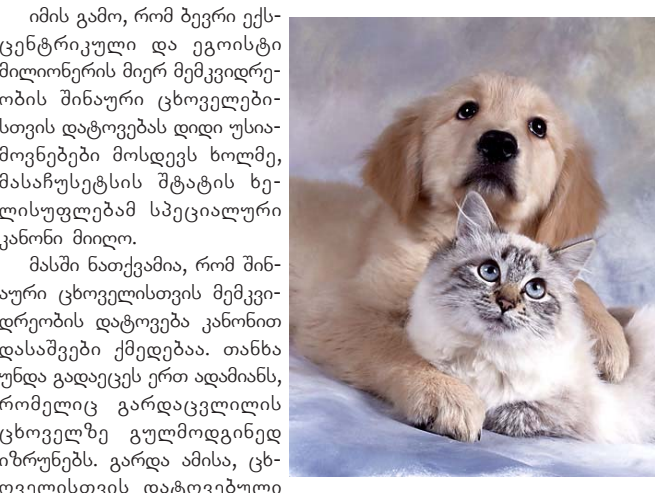 იმის გამო, რომ ბევრი ექს-
ცენტრიკული და ეგოისტი
მილიონერის მიერ მემკვიდრე-
ობის შინაური ცხოველები-
სთვის დატოვებას დიდი უსია-
მოვნებები მოსდევს ხოლმე,
მასაჩუსეტსის შტატის ხე-
ლისუფლებამ სპეციალური
კანონი მიიღო.
მასში ნათქვამია, რომ შინ-
აური ცხოველისთვის მემკვი-
დრეობის დატოვება კანონით
დასაშვები ქმედებაა. თანხა
უნდა გადაეცეს ერთ ადამიანს,
რომელიც გარდაცვლილის
ცხოველზე გულმოდგინედ
იზრუნებს. გარდა ამისა, ცხ-
ოველისთვის დატოვებული